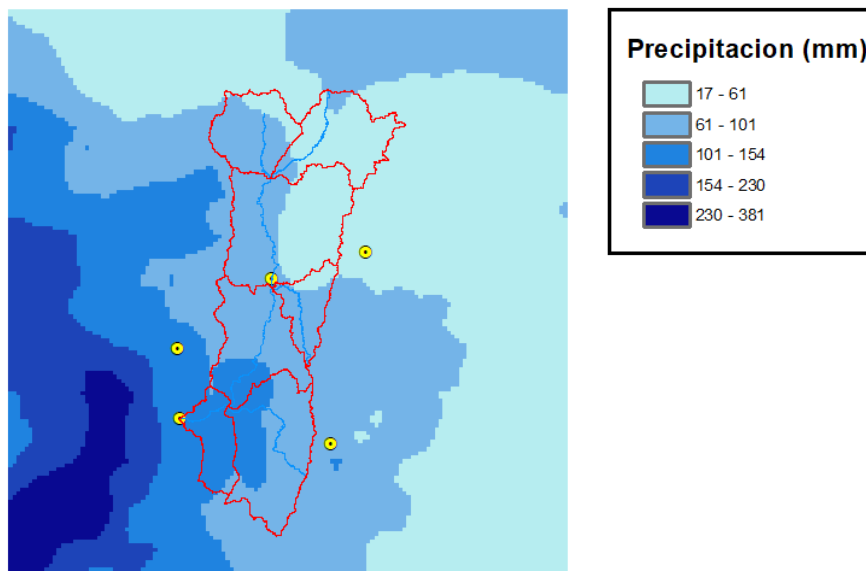 Precipitacion (mm)
17 - 61
61 - 101
101 - 154
154 - 230
230 - 381